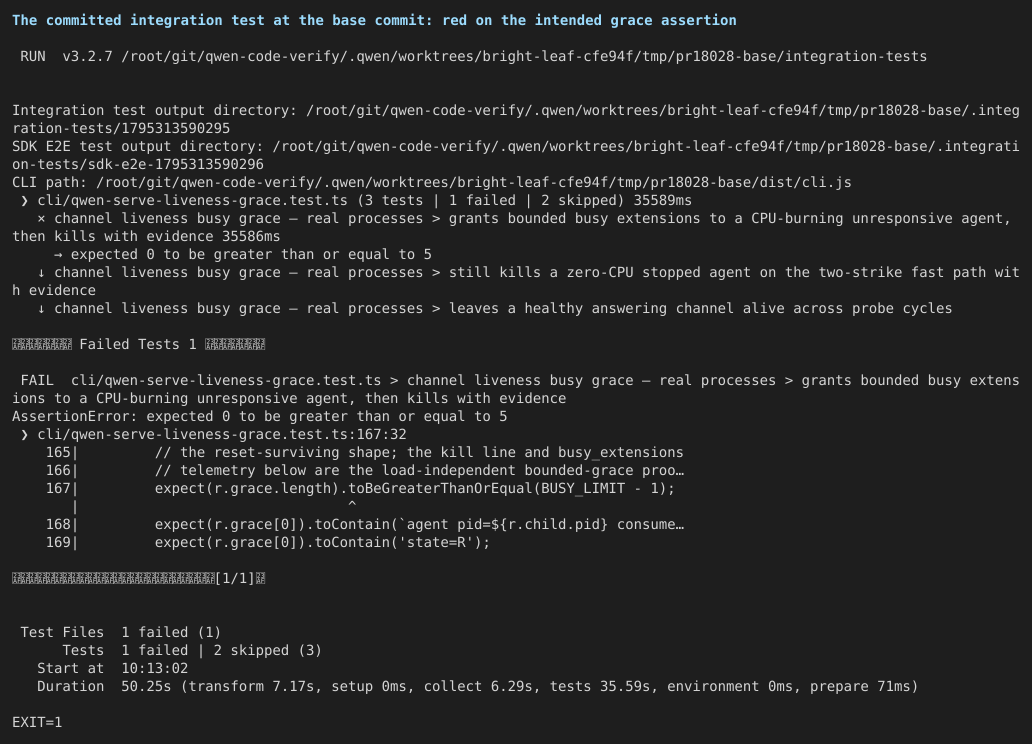 The committed integration test at the base commit: red on the intended grace assertion
RUN  v3.2.7 /root/git/qwen-code-verify/.qwen/worktrees/bright-leaf-cfe94f/tmp/pr18028-base/integration-tests
Integration test output directory: /root/git/qwen-code-verify/.qwen/worktrees/bright-leaf-cfe94f/tmp/pr18028-base/.integ
ration-tests/1795313590295
SDK E2E test output directory: /root/git/qwen-code-verify/.qwen/worktrees/bright-leaf-cfe94f/tmp/pr18028-base/.integrati
on-tests/sdk-e2e-1795313590296
CLI path: /root/git/qwen-code-verify/.qwen/worktrees/bright-leaf-cfe94f/tmp/pr18028-base/dist/cli.js
❯ cli/qwen-serve-liveness-grace.test.ts (3 tests | 1 failed | 2 skipped) 35589ms
× channel liveness busy grace — real processes > grants bounded busy extensions to a CPU-burning unresponsive agent,
then kills with evidence 35586ms
→ expected 0 to be greater than or equal to 5
↓ channel liveness busy grace — real processes > still kills a zero-CPU stopped agent on the two-strike fast path wit
h evidence
↓ channel liveness busy grace — real processes > leaves a healthy answering channel alive across probe cycles
Failed Tests 1
FAIL  cli/qwen-serve-liveness-grace.test.ts > channel liveness busy grace — real processes > grants bounded busy extens
ions to a CPU-burning unresponsive agent, then kills with evidence
AssertionError: expected 0 to be greater than or equal to 5
❯ cli/qwen-serve-liveness-grace.test.ts:167:32
165|         // the reset-surviving shape; the kill line and busy_extensions
166|         // telemetry below are the load-independent bounded-grace proo…
167|         expect(r.grace.length).toBeGreaterThanOrEqual(BUSY_LIMIT - 1);
|                                ^
168|         expect(r.grace[0]).toContain(`agent pid=${r.child.pid} consume…
169|         expect(r.grace[0]).toContain('state=R');
[1/1]
Test Files  1 failed (1)
Tests  1 failed | 2 skipped (3)
Start at  10:13:02
Duration  50.25s (transform 7.17s, setup 0ms, collect 6.29s, tests 35.59s, environment 0ms, prepare 71ms)
EXIT=1